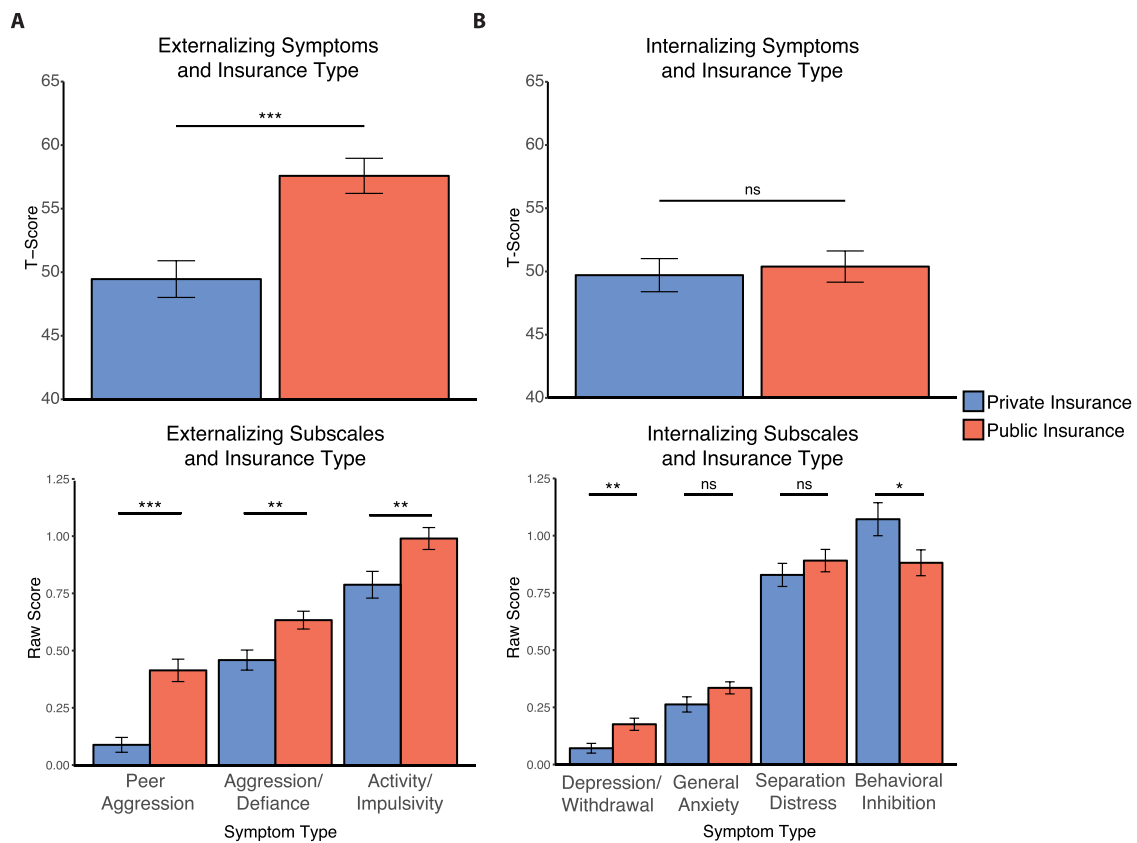 A
Externalizing Symptoms
and Insurance Type
65
60
55
50
45
40
T−Score
***
B
Internalizing Symptoms
and Insurance Type
65
60
55
50
45
40
T-Score
ns
Private Insurance
Public Insurance
Externalizing Subscales
and Insurance Type
1.25
1.00
0.75
0.50
0.25
0.00
Raw Score
***
**
**
Peer
Aggression
Aggression/
Defiance
Activity/
Impulsivity
Symptom Type
Internalizing Subscales
and Insurance Type
1.25
1.00
0.75
0.50
0.25
0.00
Raw Score
**
ns
ns
*
Depression/
Withdrawal
General
Anxiety
Separation
Distress
Behavioral
Inhibition
Symptom Type